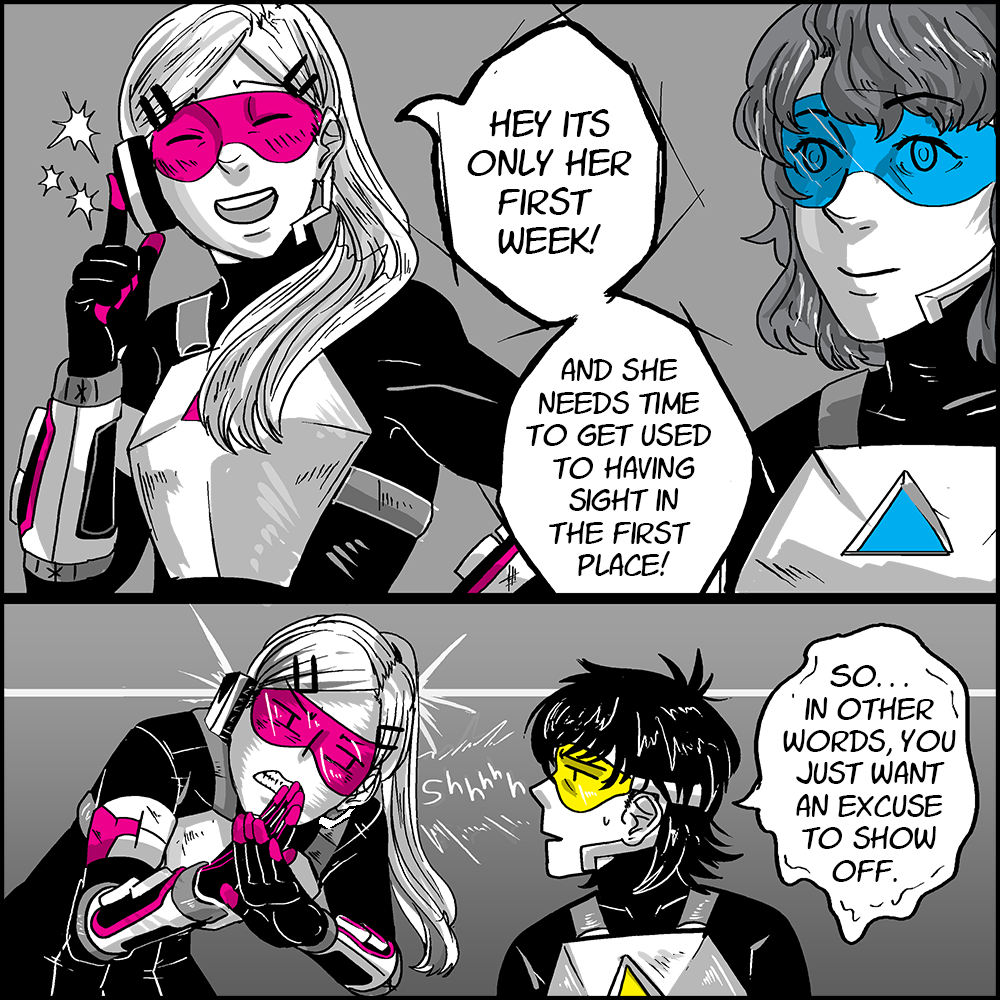 HEY ITS
ONLY HER
FIRST
WEEK!
AND SHE
NEEDS TIME
TO GET USED
TO HAVING
SIGHT IN
THE FIRST
PLACE!
Shhhhh
SO...
IN OTHER
WORDS, YOU
JUST WANT
AN EXCUSE
TO SHOW
OFF.